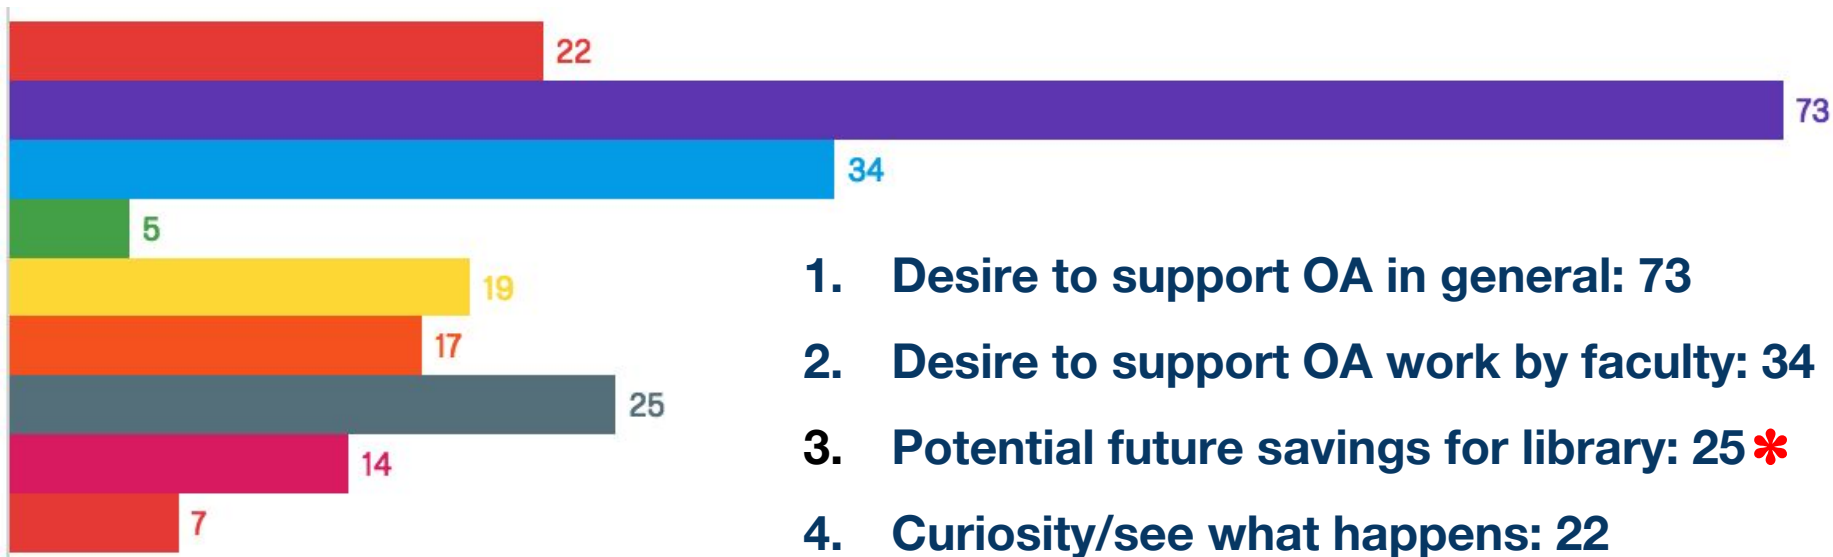 22
73
34
5
19
17
25
14
7
1. Desire to support OA in general: 73
2. Desire to support OA work by faculty: 34
3. Potential future savings for library: 25✽
4. Curiosity/see what happens: 22